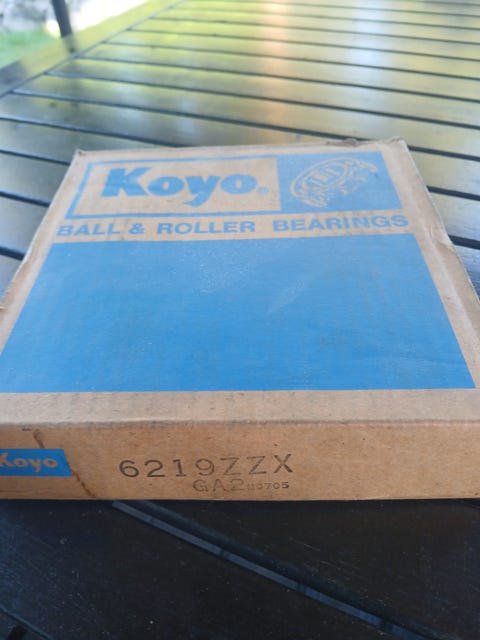 Koyo®
BALL & ROLLER BEARINGS
Koyo
6219ZZX
GA2